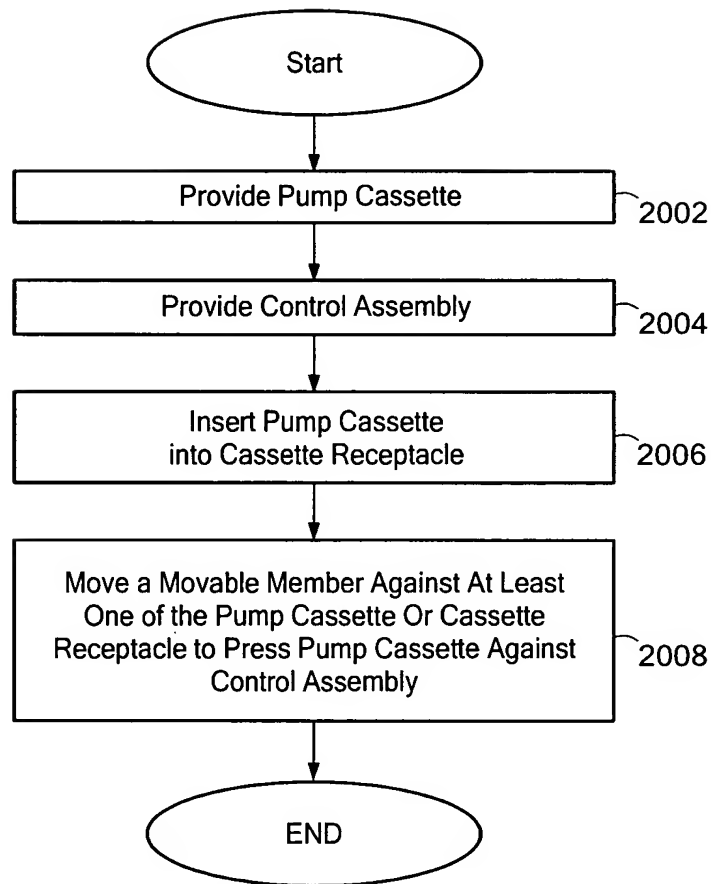 Start
Provide Pump Cassette
2002
Provide Control Assembly
2004
Insert Pump Cassette
into Cassette Receptacle
2006
Move a Movable Member Against At Least
One of the Pump Cassette Or Cassette
Receptacle to Press Pump Cassette Against
Control Assembly
2008
END